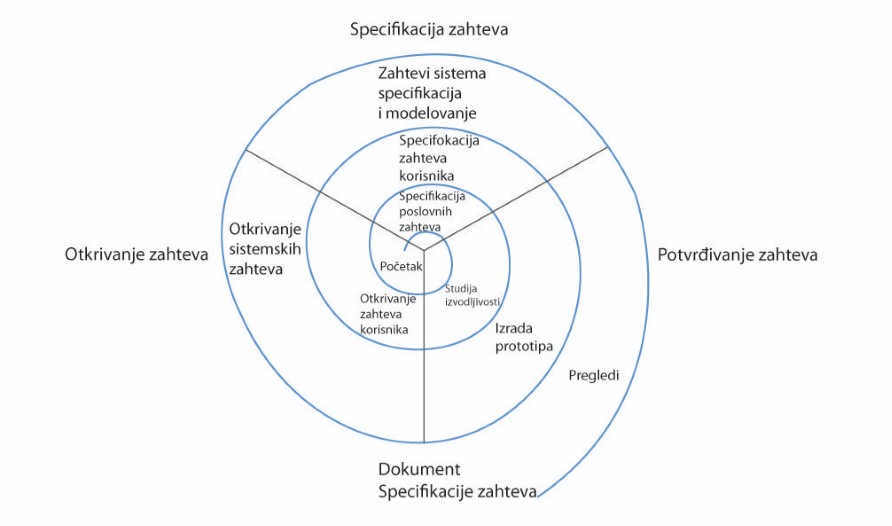 Specifikacija zahteva
Zahtevi sistema
specifikacija
i modelovanje
Specifokacija
zahteva
korisnika
Specifikacija
poslovnih
zahteva
Otkrivanje zahteva
Otkrivanje
sistemskih
zahteva
Početak
Otkrivanje
zahteva
korisnika
Studija
izvodljivosti
Izrada
prototipa
Pregledi
Potvrđivanje zahteva
Dokument
Specifikacije zahteva